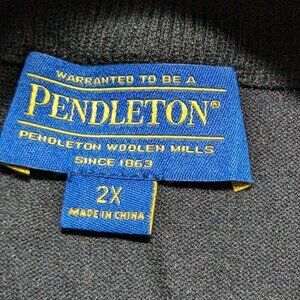 WARRANTED TO BE A
PENDLETON®
PENDLETON WOOLEN MILLS
SINCE 1863
2X
MADE IN CHINA